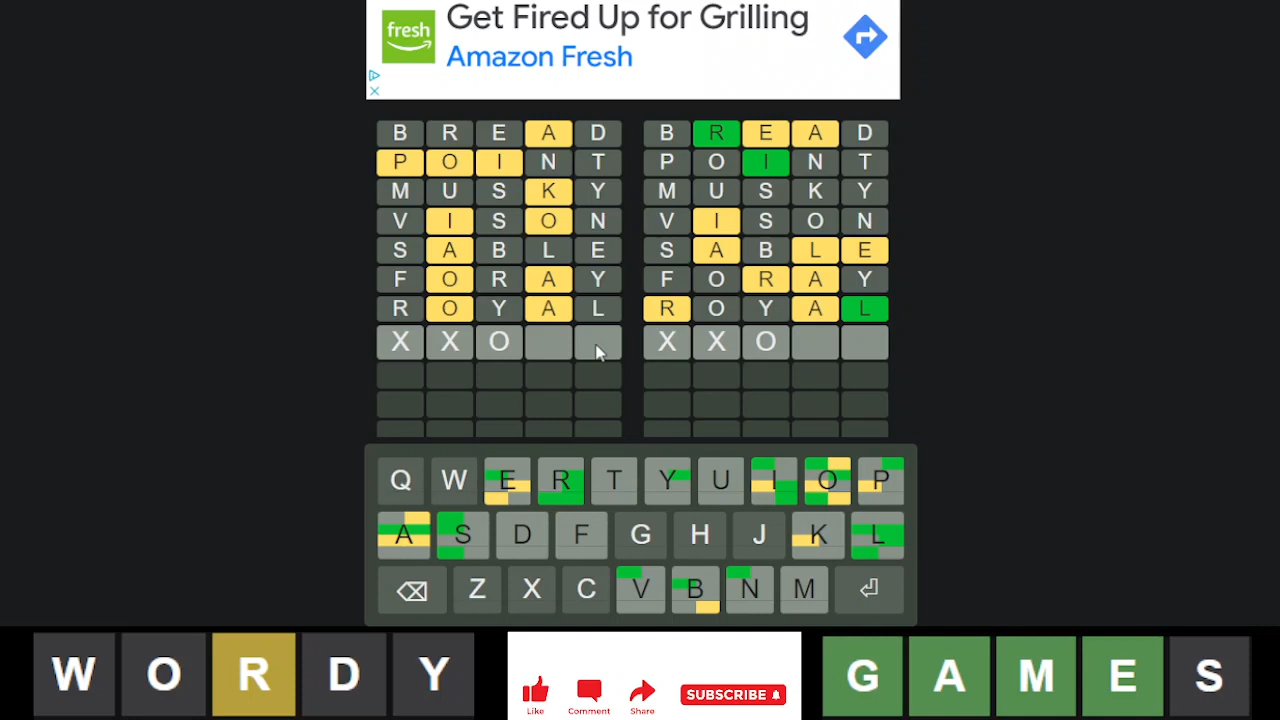 fresh
Get Fired Up for Grilling
Amazon Fresh
B R E A D B R E A D
P O I N T P O I N T
M U S K Y M U S K Y
V I S O N V I S O N
S A B L E S A B L E
F O R A Y F O R A Y
R O Y A L R O Y A L
X X O X X O
Q W E R T Y U I O P
A S D F G H J K L
Z X C V B N M
W O R D Y
Like Comment Share
SUBSCRIBE
G A M E S